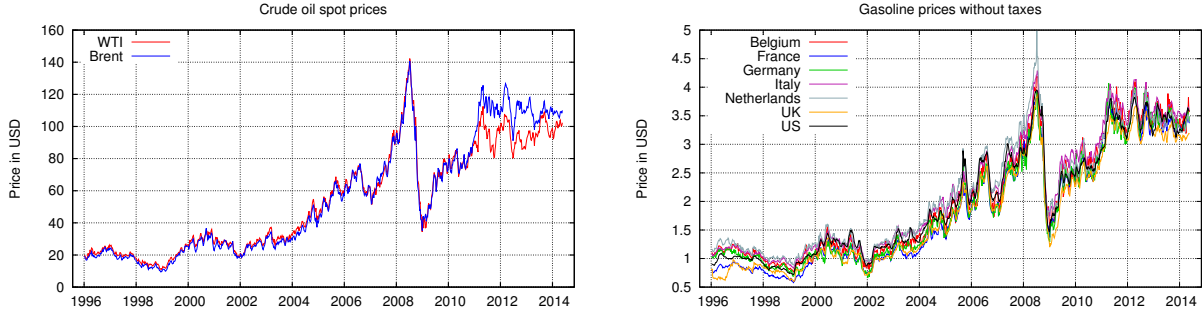 Crude oil spot prices
Price in USD
160
140
120
100
80
60
40
20
0
WTI
Brent
1996 1998 2000 2002 2004 2006 2008 2010 2012 2014
Gasoline prices without taxes
Price in USD
5
4.5
4
3.5
3
2.5
2
1.5
1
0.5
Belgium
France
Germany
Italy
Netherlands
UK
US
1996 1998 2000 2002 2004 2006 2008 2010 2012 2014